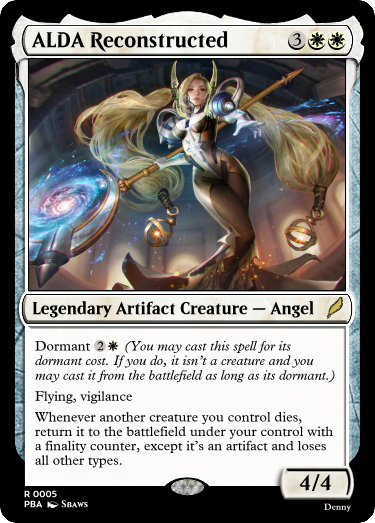 ALDA Reconstructed 3
Legendary Artifact Creature — Angel
Dormant 2 (You may cast this spell for its
dormant cost. If you do, it isn't a creature and you
may cast it from the battlefield as long as its dormant.)
Flying, vigilance
Whenever another creature you control dies,
return it to the battlefield under your control with
a finality counter, except it's an artifact and loses
all other types.
4/4
R 0005
PBA Sbaws
Denny